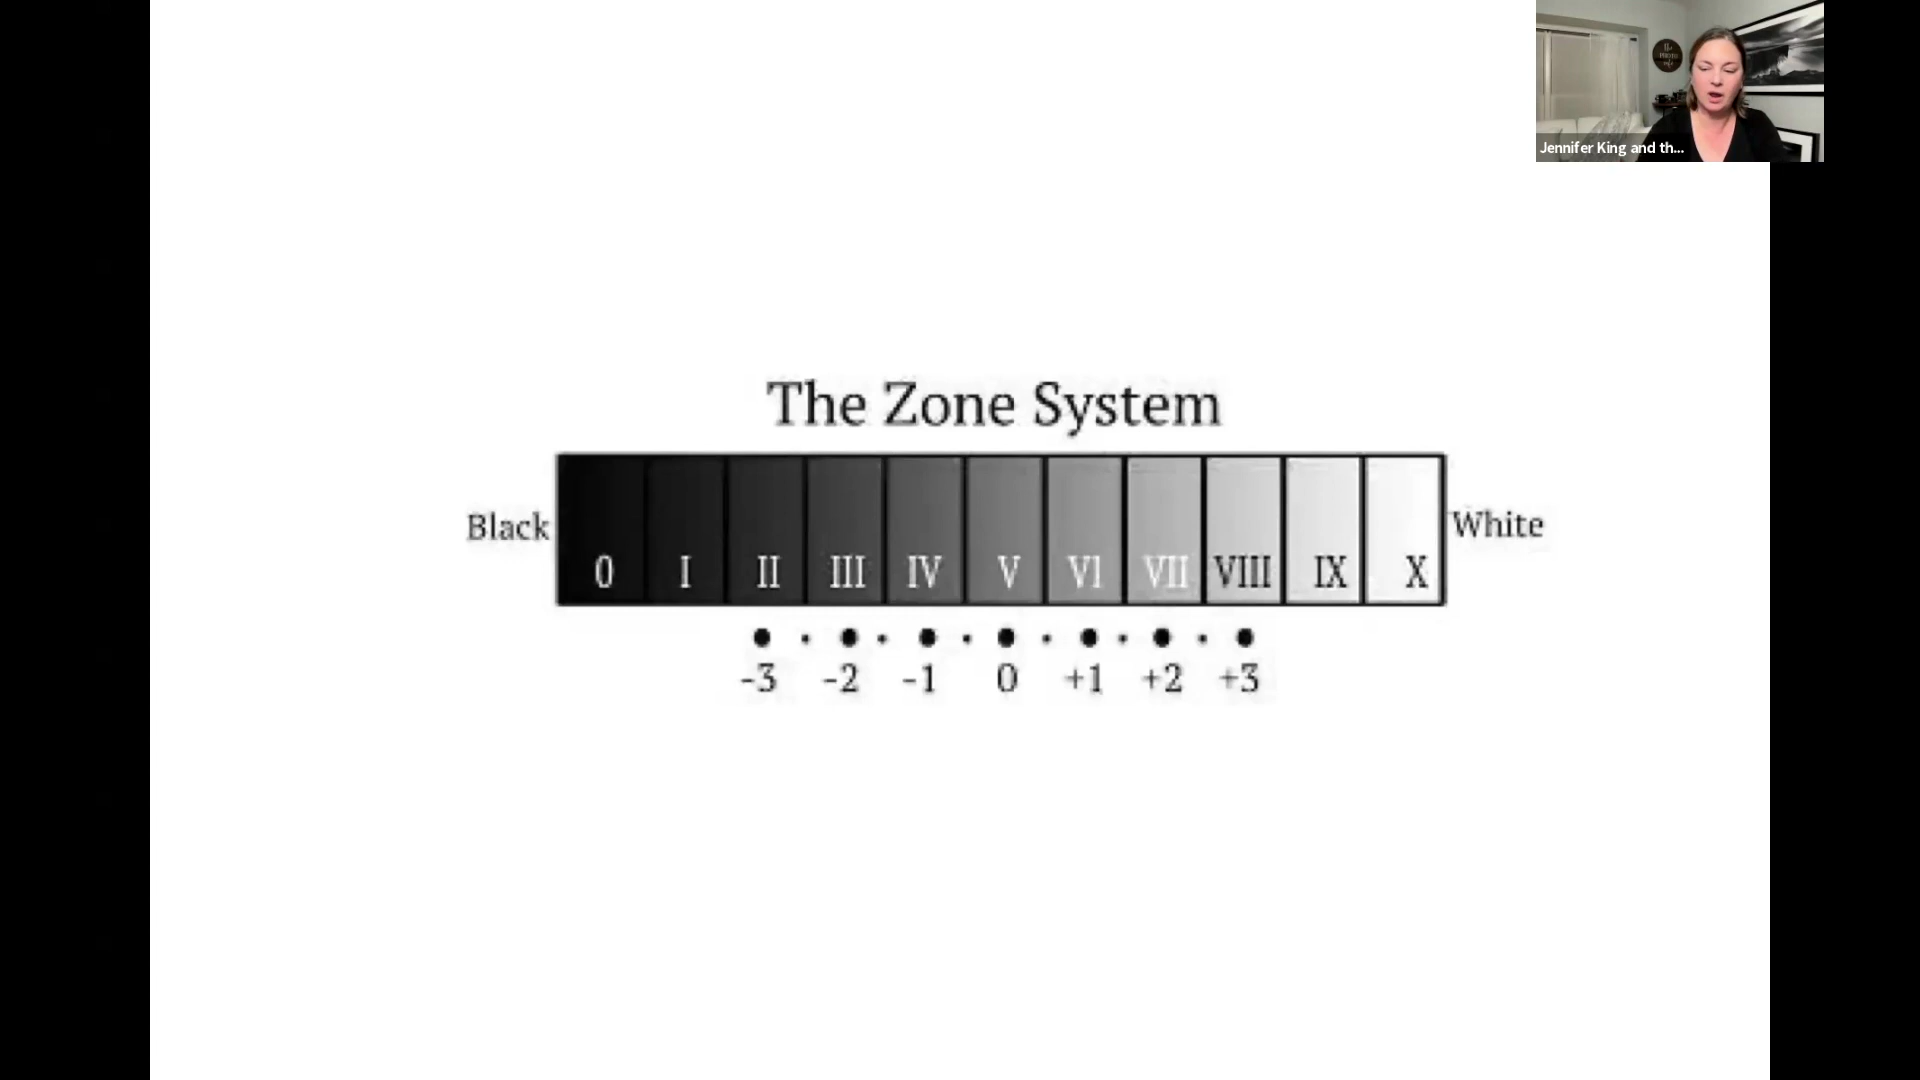 Jennifer King and th...
The Zone System
Black 0 I II III IV V VI VII VIII IX X White
-3 -2 -1 0 +1 +2 +3